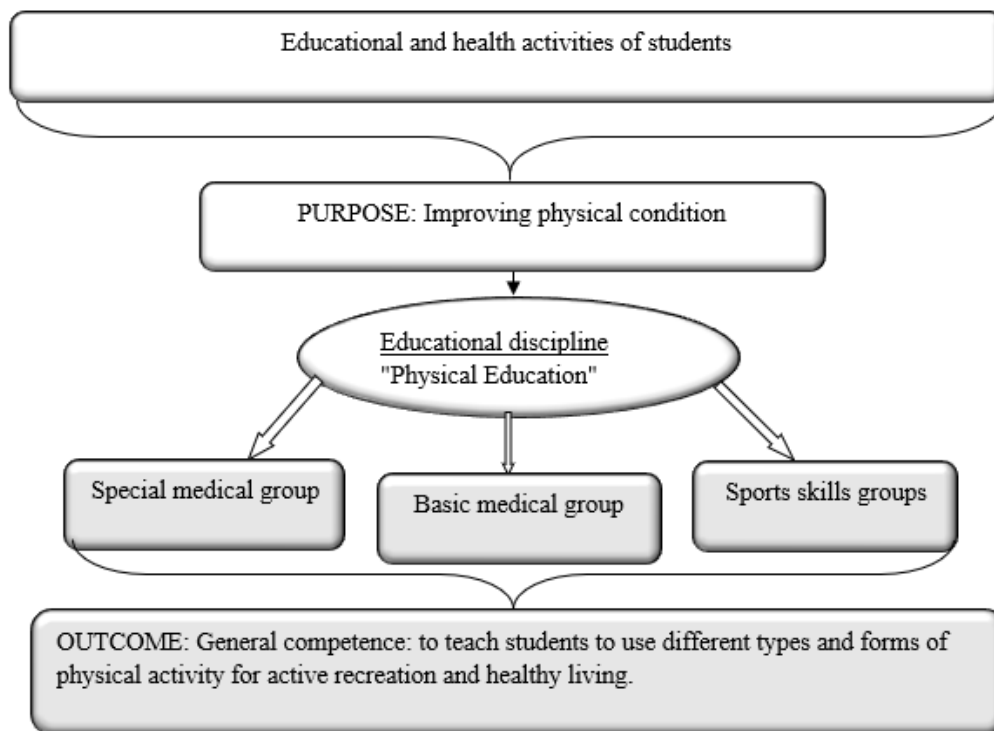 Educational and health activities of students
PURPOSE: Improving physical condition
Educational discipline
"Physical Education"
Special medical group
Basic medical group
Sports skills groups
OUTCOME: General competence: to teach students to use different types and forms of
physical activity for active recreation and healthy living.